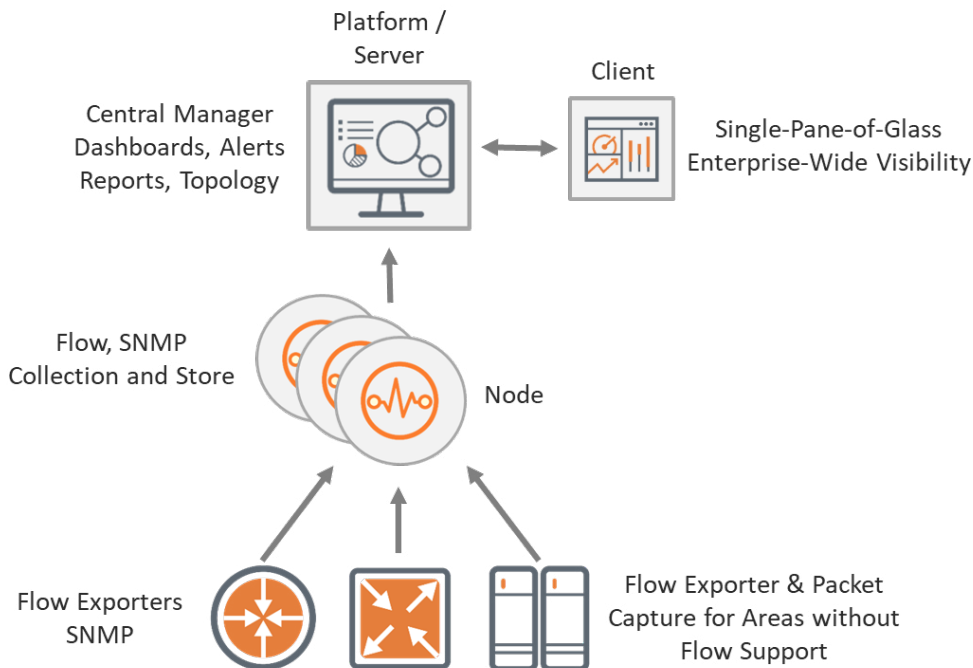 Platform /
Server
Client
Central Manager
Dashboards, Alerts
Reports, Topology
Single-Pane-of-Glass
Enterprise-Wide Visibility
Flow, SNMP
Collection and Store
Node
Flow Exporters
SNMP
Flow Exporter & Packet
Capture for Areas without
Flow Support